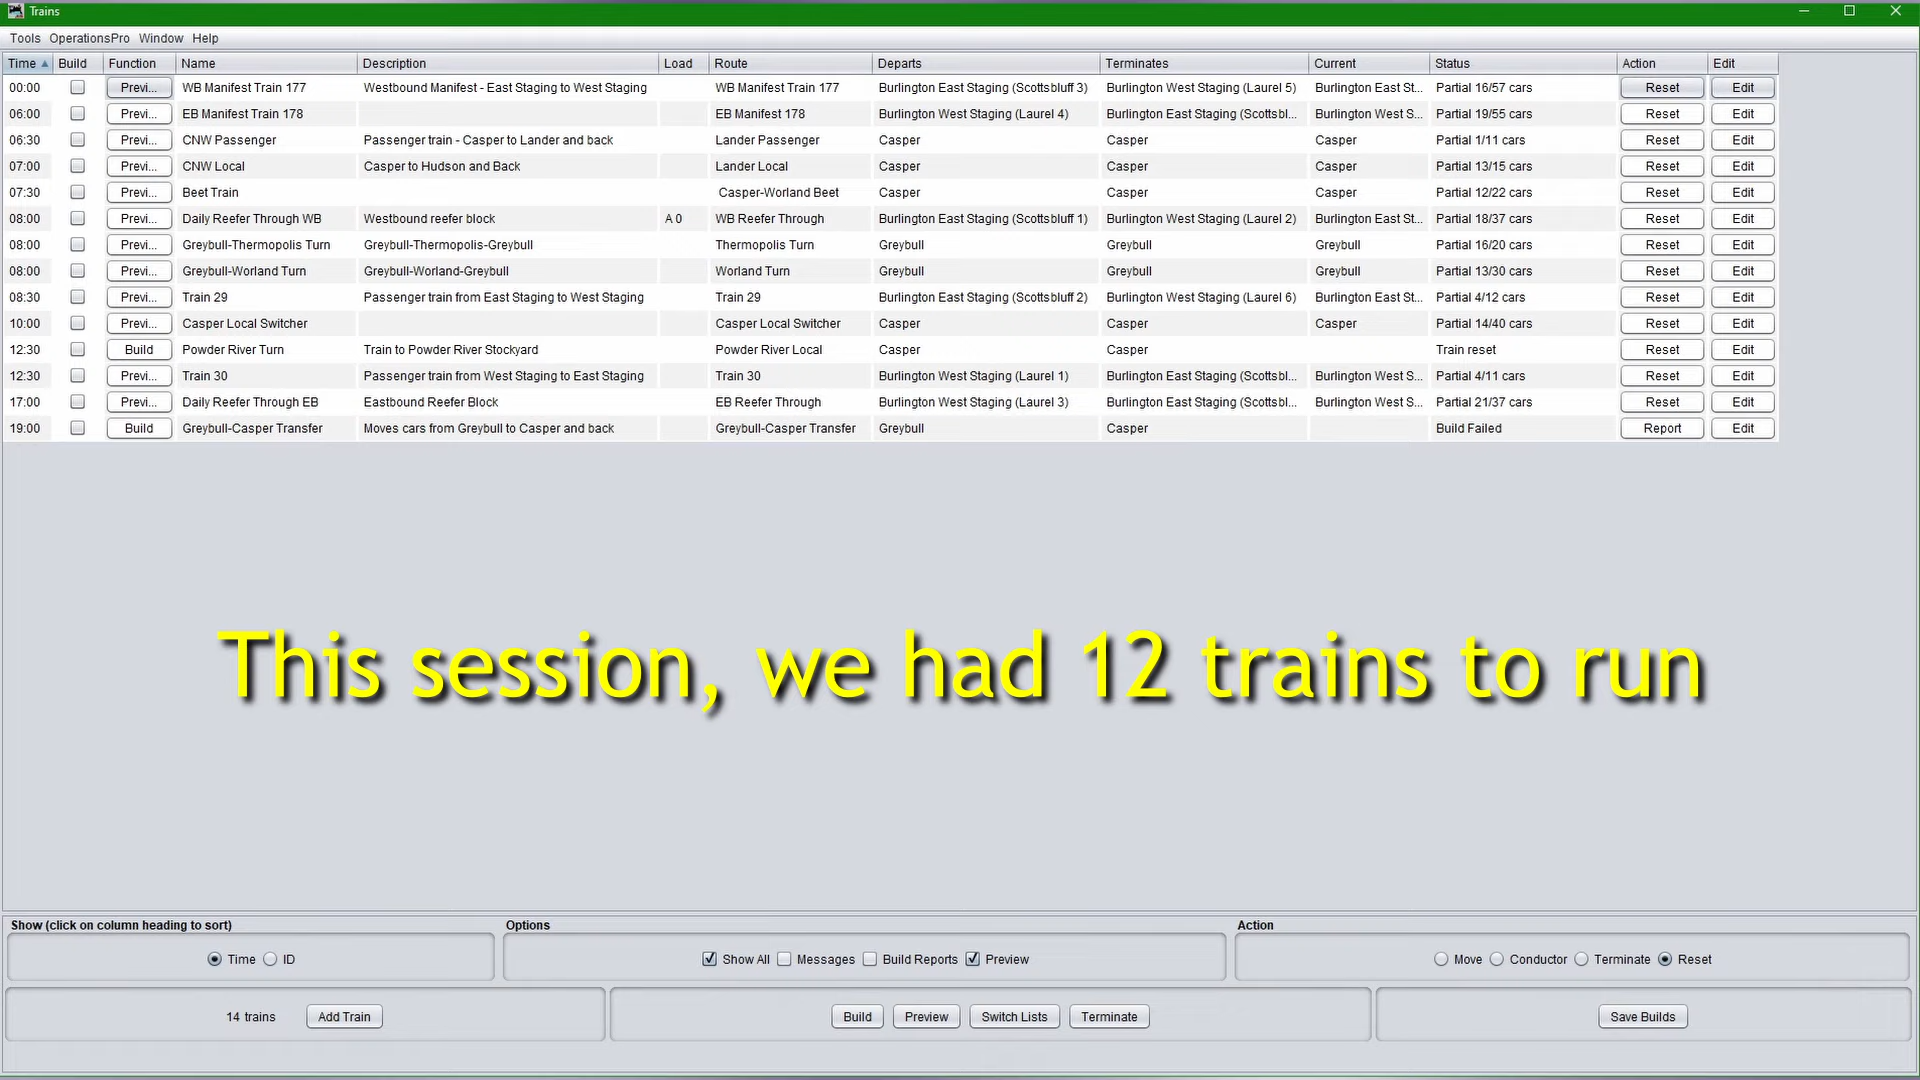 Trains
Tools OperationsPro Window Help
Time Build Function Name Description Load Route Departs Terminates Current Status Action Edit
00:00 Previ... WB Manifest Train 177 Westbound Manifest - East Staging to West Staging WB Manifest Train 177 Burlington East Staging (Scottsbluff 3) Burlington West Staging (Laurel 5) Burlington East St... Partial 16/57 cars Reset Edit
06:00 Previ... EB Manifest Train 178 EB Manifest 178 Burlington West Staging (Laurel 4) Burlington East Staging (Scottsbl... Burlington West S... Partial 19/55 cars Reset Edit
06:30 Previ... CNW Passenger Passenger train - Casper to Lander and back Lander Passenger Casper Casper Casper Partial 1/11 cars Reset Edit
07:00 Previ... CNW Local Casper to Hudson and Back Lander Local Casper Casper Casper Partial 13/15 cars Reset Edit
07:30 Previ... Beet Train Casper-Worland Beet Casper Casper Casper Partial 12/22 cars Reset Edit
08:00 Previ... Daily Reefer Through WB Westbound reefer block A 0 WB Reefer Through Burlington East Staging (Scottsbluff 1) Burlington West Staging (Laurel 2) Burlington East St... Partial 18/37 cars Reset Edit
08:00 Previ... Greybull-Thermopolis Turn Greybull-Thermopolis-Greybull Thermopolis Turn Greybull Greybull Greybull Partial 16/20 cars Reset Edit
08:00 Previ... Greybull-Worland Turn Greybull-Worland-Greybull Worland Turn Greybull Greybull Greybull Partial 13/30 cars Reset Edit
08:30 Previ... Train 29 Passenger train from East Staging to West Staging Train 29 Burlington East Staging (Scottsbluff 2) Burlington West Staging (Laurel 6) Burlington East St... Partial 4/12 cars Reset Edit
10:00 Previ... Casper Local Switcher Casper Local Switcher Casper Casper Casper Partial 14/40 cars Reset Edit
12:30 Build Powder River Turn Train to Powder River Stockyard Powder River Local Casper Casper Train reset Reset Edit
12:30 Previ... Train 30 Passenger train from West Staging to East Staging Train 30 Burlington West Staging (Laurel 1) Burlington East Staging (Scottsbl... Burlington West S... Partial 4/11 cars Reset Edit
17:00 Previ... Daily Reefer Through EB Eastbound Reefer Block EB Reefer Through Burlington West Staging (Laurel 3) Burlington East Staging (Scottsbl... Burlington West S... Partial 21/37 cars Reset Edit
19:00 Build Greybull-Casper Transfer Moves cars from Greybull to Casper and back Greybull-Casper Transfer Greybull Casper Build Failed Report Edit
This session, we had 12 trains to run
Show (click on column heading to sort) Options Action
Time ID Show All Messages Build Reports Preview Move Conductor Terminate Reset
14 trains Add Train Build Preview Switch Lists Terminate Save Builds